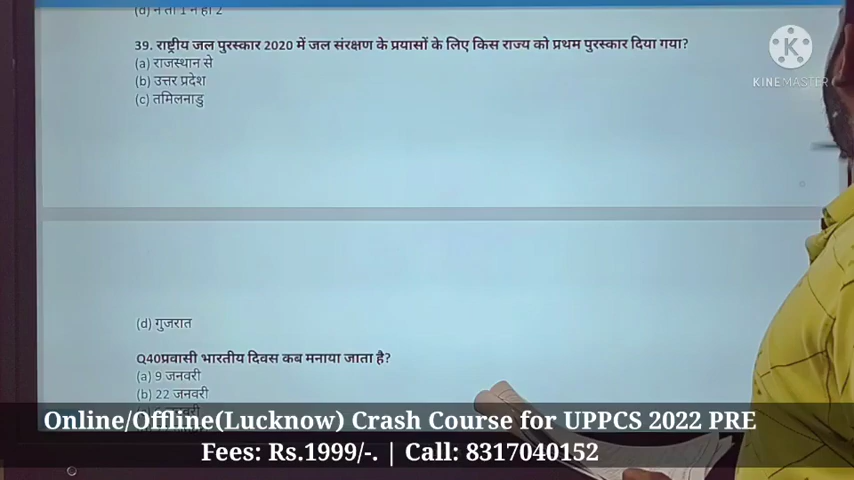 39. राष्ट्रीय जल पुरस्कार 2020 में जल संरक्षण के प्रयासों के लिए किस राज्य को प्रथम पुरस्कार दिया गया?
(a) राजस्थान से
(b) उत्तर प्रदेश
(c) तमिलनाडु
KINEMASTER
(d) गुजरात
Q40प्रवासी भारतीय दिवस कब मनाया जाता है?
(a) 9 जनवरी
(b) 22 जनवरी
Online/Offline(Lucknow) Crash Course for UPPCS 2022 PRE
Fees: Rs.1999/-. | Call: 8317040152